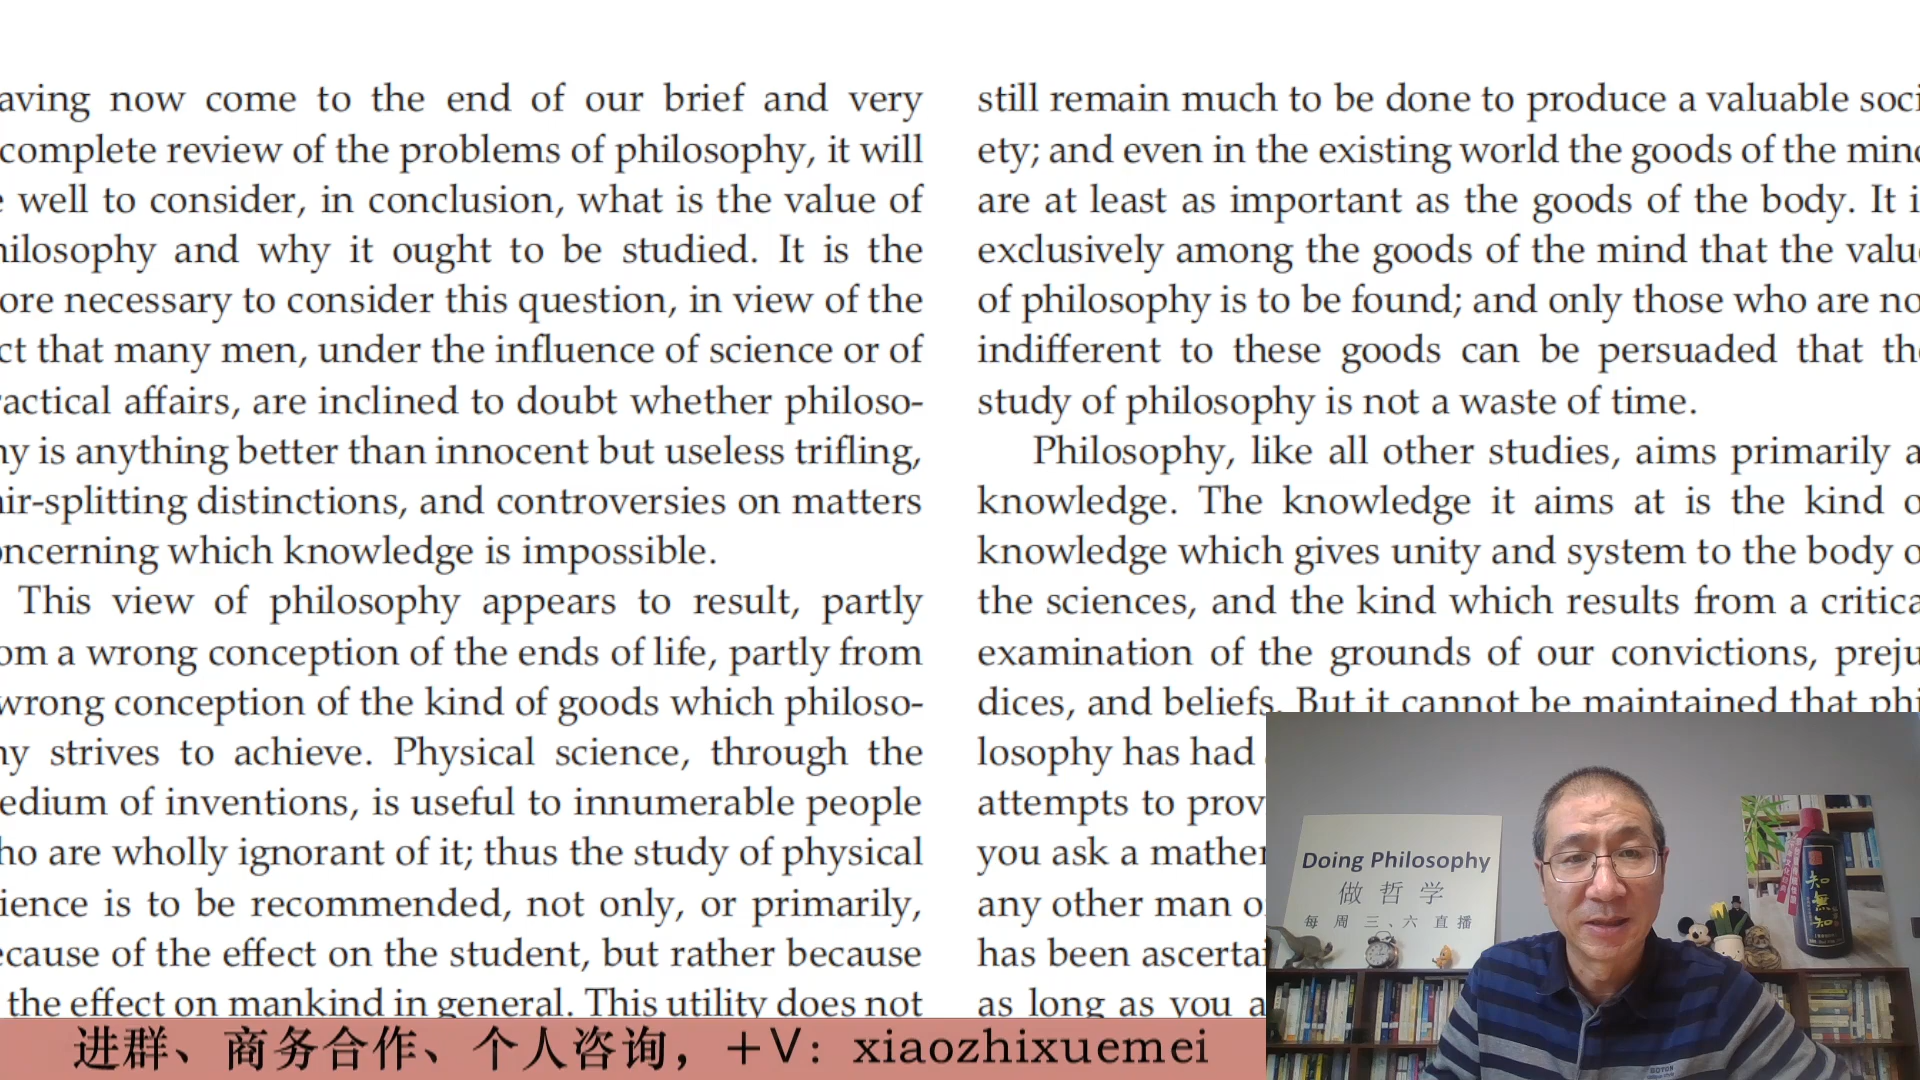 aving now come to the end of our brief and very
complete review of the problems of philosophy, it will
e well to consider, in conclusion, what is the value of
hilosophy and why it ought to be studied. It is the
ore necessary to consider this question, in view of the
ct that many men, under the influence of science or of
ractical affairs, are inclined to doubt whether philoso-
hy is anything better than innocent but useless trifling,
air-splitting distinctions, and controversies on matters
oncerning which knowledge is impossible.
This view of philosophy appears to result, partly
om a wrong conception of the ends of life, partly from
wrong conception of the kind of goods which philoso-
hy strives to achieve. Physical science, through the
edium of inventions, is useful to innumerable people
ho are wholly ignorant of it; thus the study of physical
ience is to be recommended, not only, or primarily,
ecause of the effect on the student, but rather because
the effect on mankind in general. This utility does not
still remain much to be done to produce a valuable soci
ety; and even in the existing world the goods of the mind
are at least as important as the goods of the body. It i
exclusively among the goods of the mind that the value
of philosophy is to be found; and only those who are no
indifferent to these goods can be persuaded that the
study of philosophy is not a waste of time.
Philosophy, like all other studies, aims primarily a
knowledge. The knowledge it aims at is the kind o
knowledge which gives unity and system to the body o
the sciences, and the kind which results from a critica
examination of the grounds of our convictions, preju
dices, and beliefs. But it cannot be maintained that phi
losophy has had
attempts to prov
you ask a mathe
any other man o
has been ascertai
as long as you a
Doing Philosophy
做哲学
每周三、六直播
知無知
进群、商务合作、个人咨询，+V：xiaozhixuemei